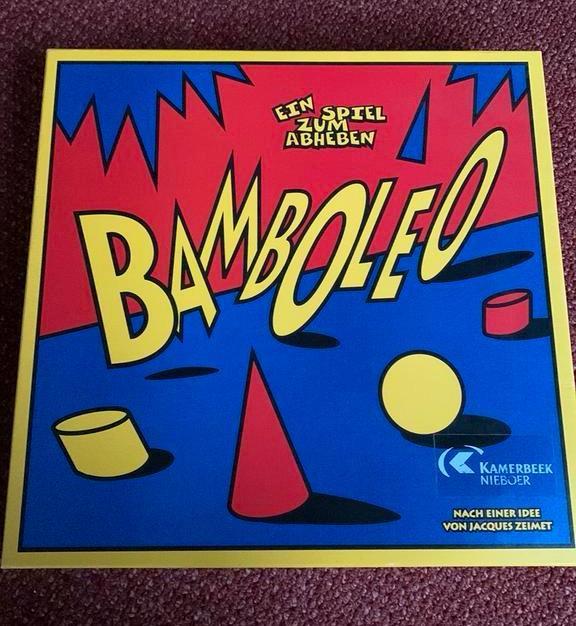 EIN SPIEL
ZUM
ABHEBEN
BAMBOLEO
KAMERBEEK
NIEBOER
NACH EINER IDEE
VON JACQUES ZEIMET